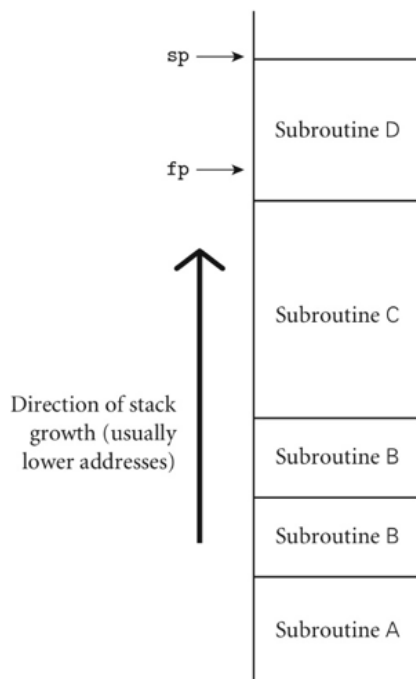 sp
Subroutine D
fp
Subroutine C
Direction of stack
growth (usually
lower addresses)
Subroutine B
Subroutine B
Subroutine A